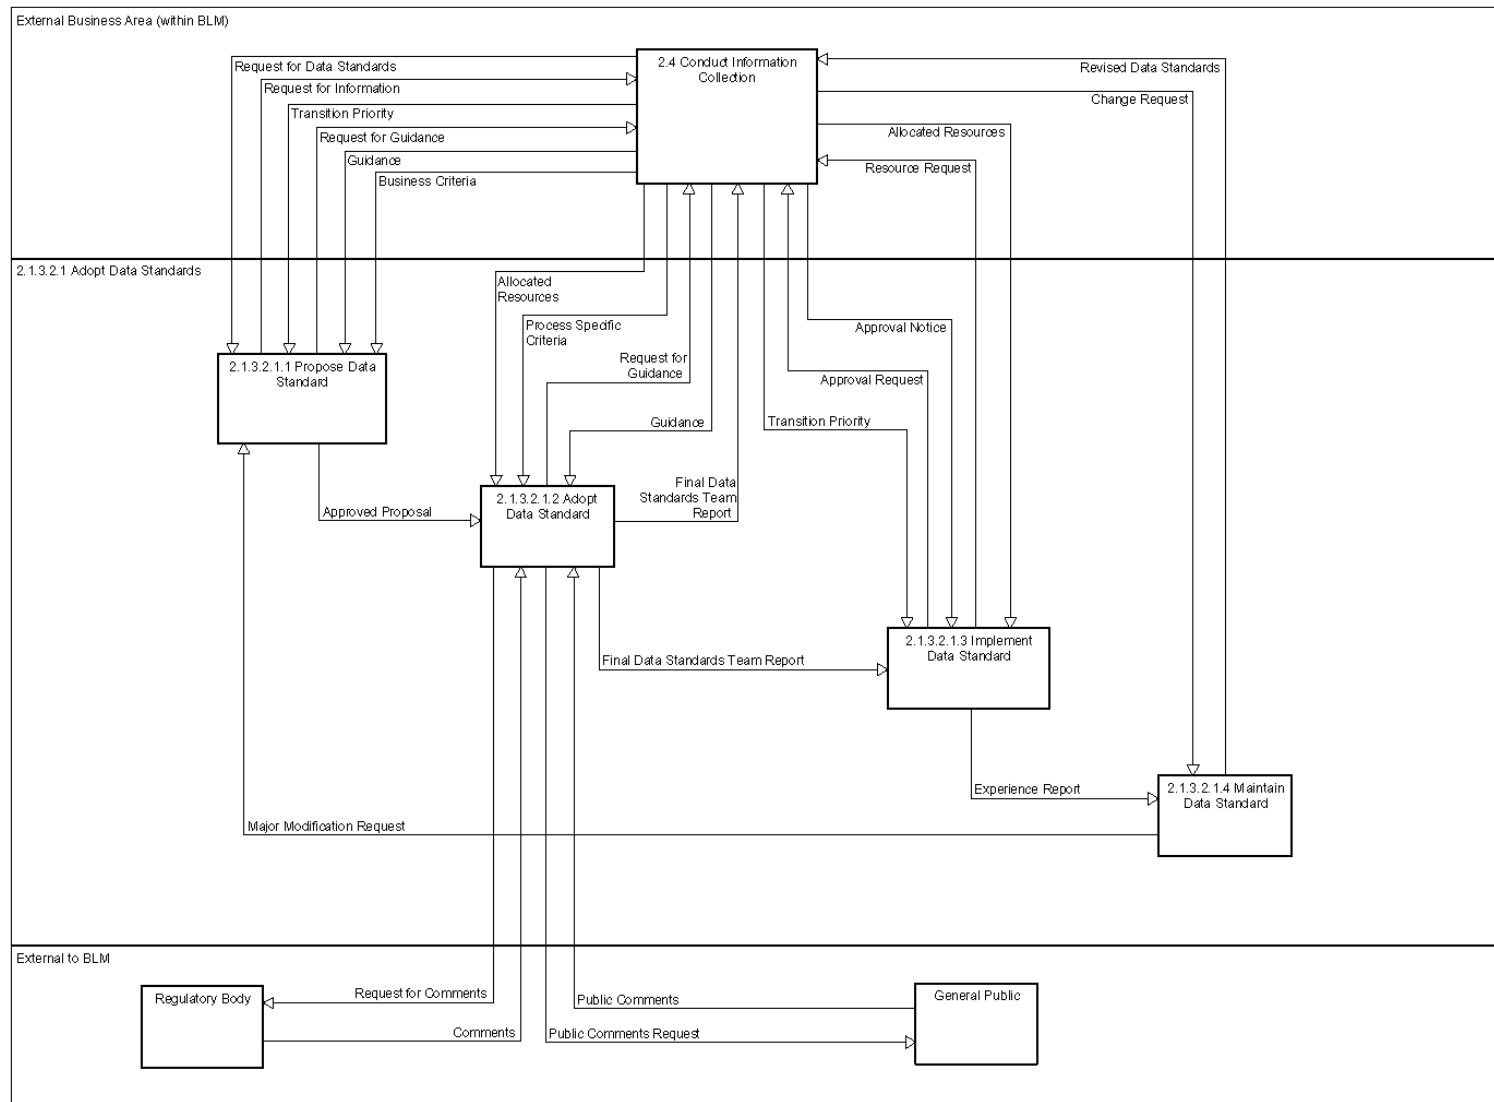 External Business Area (within BLM)
2.4 Conduct Information
Collection
Request for Data Standards
Request for Information
Transition Priority
Request for Guidance
Guidance
Business Criteria
Revised Data Standards
Change Request
Allocated Resources
Resource Request
2.1.3.2.1 Adopt Data Standards
Allocated
Resources
Process Specific
Criteria
Request for
Guidance
Guidance
Final Data
Standards Team
Report
Approval Notice
Approval Request
Transition Priority
2.1.3.2.1.1 Propose Data
Standard
Approved Proposal
2.1.3.2.1.2 Adopt
Data Standard
Final Data Standards Team Report
2.1.3.2.1.3 Implement
Data Standard
Experience Report
2.1.3.2.1.4 Maintain
Data Standard
Major Modification Request
External to BLM
Regulatory Body
Request for Comments
Comments
Public Comments
Public Comments Request
General Public